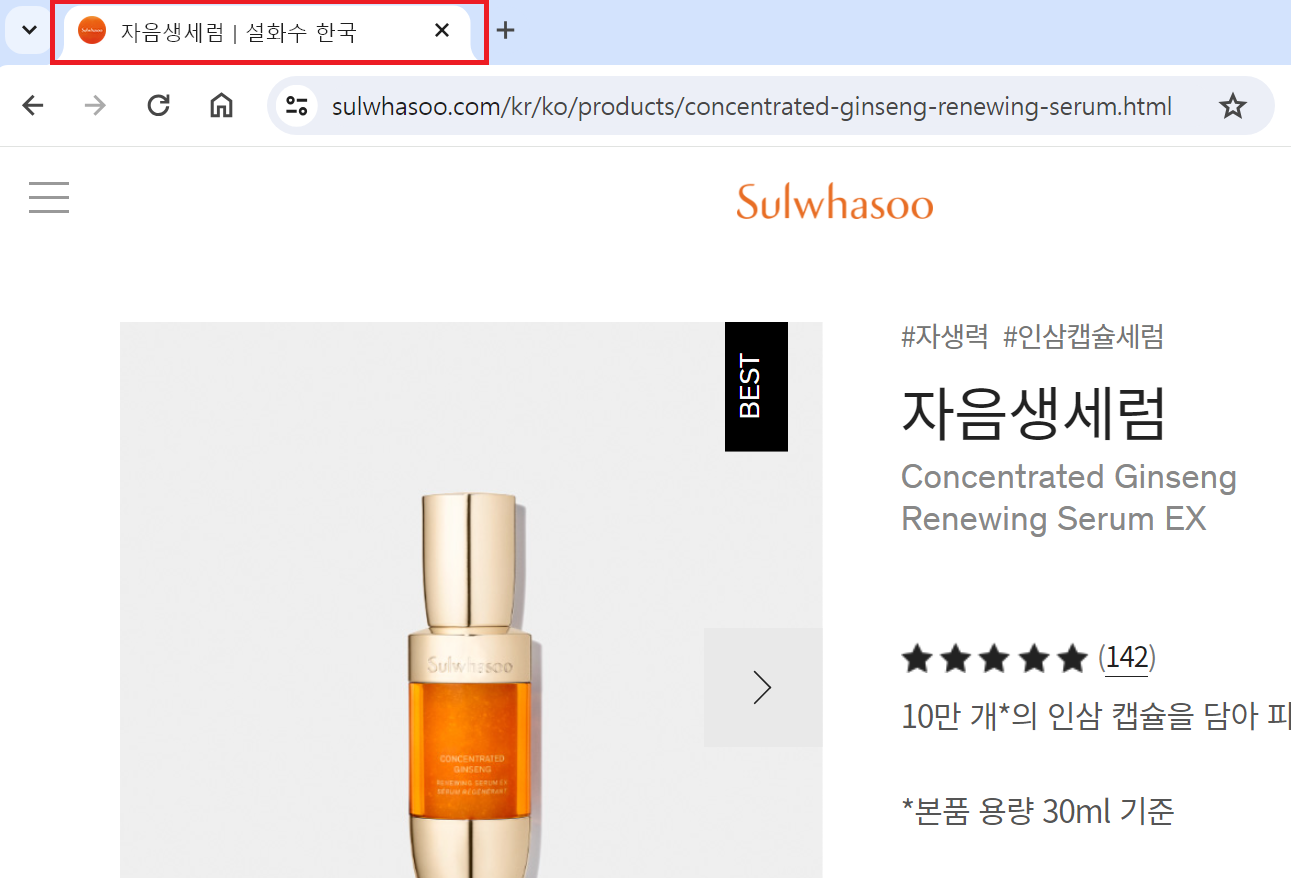 자음생세럼 | 설화수 한국
sulwhasoo.com/kr/ko/products/concentrated-ginseng-renewing-serum.html
Sulwhasoo
BEST
#자생력 #인삼캡슐세럼
자음생세럼
Concentrated Ginseng
Renewing Serum EX
(142)
10만 개*의 인삼 캡슐을 담아 피
*본품 용량 30ml 기준
Sulwhasoo
CONCENTRATED
GINSENG
RENEWING SERUM EX
SÉRUM RÉGÉNÉRANT